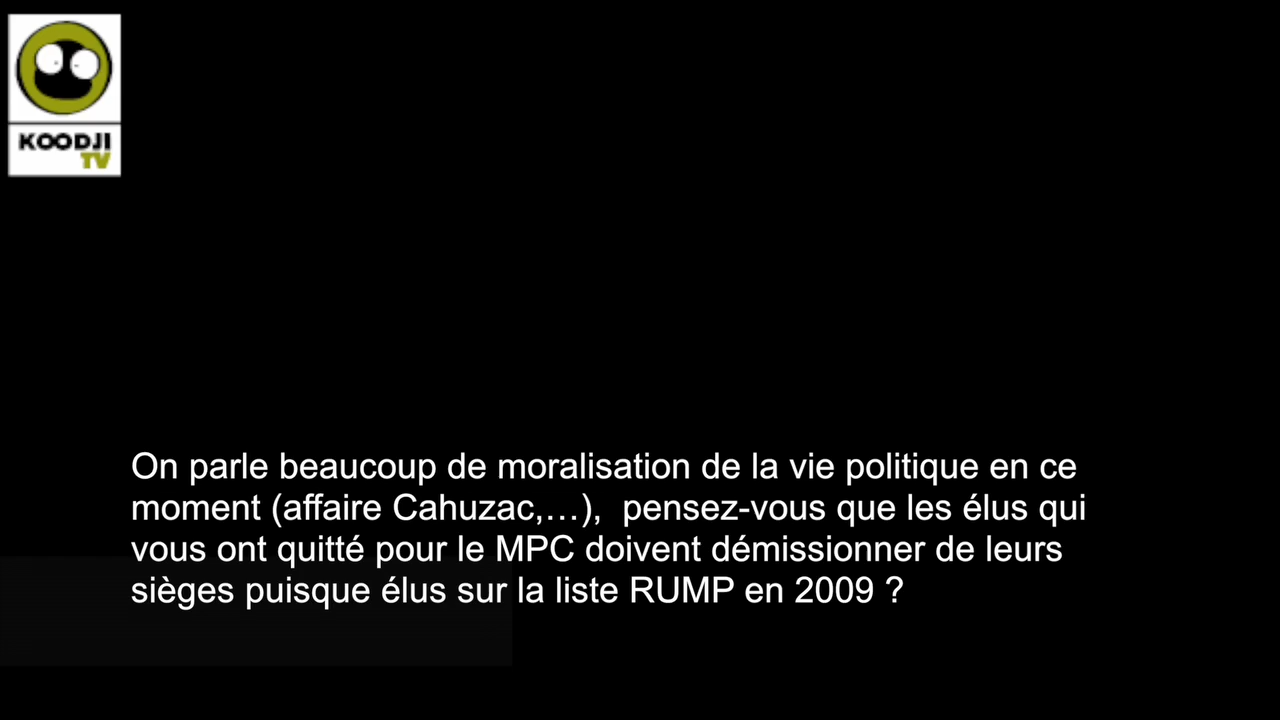 KOODJI
TV
On parle beaucoup de moralisation de la vie politique en ce
moment (affaire Cahuzac,…),  pensez-vous que les élus qui
vous ont quitté pour le MPC doivent démissionner de leurs
sièges puisque élus sur la liste RUMP en 2009 ?